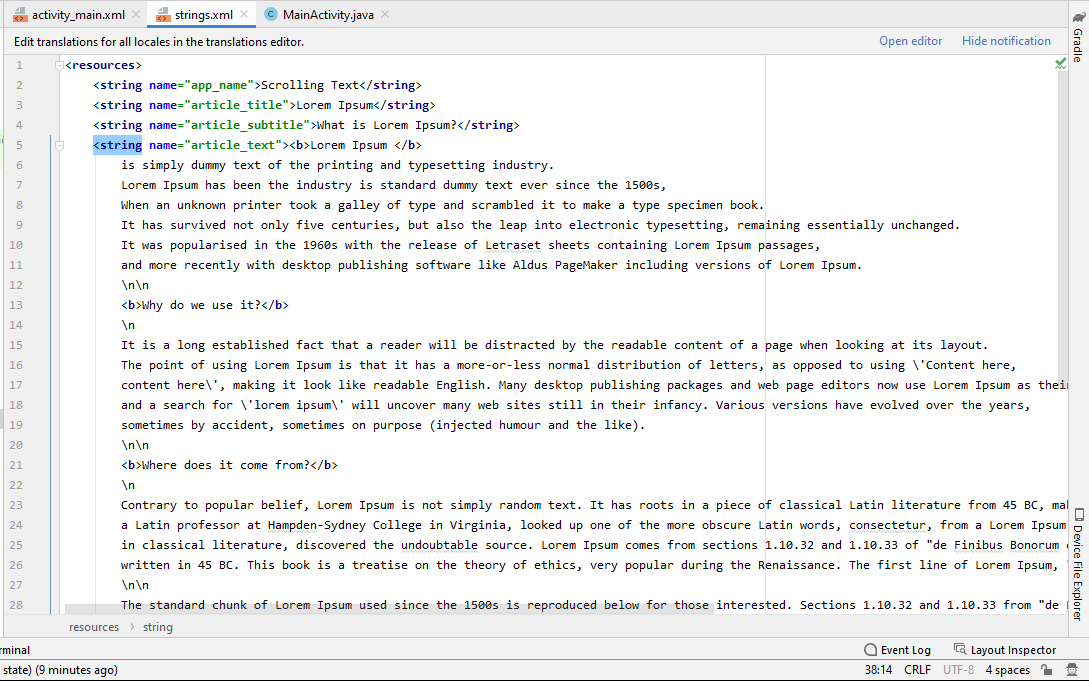 activity_main.xml strings.xml MainActivity.java
Edit translations for all locales in the translations editor. Open editor Hide notification
Gradle
1 <resources>
2 <string name="app_name">Scrolling Text</string>
3 <string name="article_title">Lorem Ipsum</string>
4 <string name="article_subtitle">What is Lorem Ipsum?</string>
5 <string name="article_text"><b>Lorem Ipsum </b>
6 is simply dummy text of the printing and typesetting industry.
7 Lorem Ipsum has been the industry is standard dummy text ever since the 1500s,
8 When an unknown printer took a galley of type and scrambled it to make a type specimen book.
9 It has survived not only five centuries, but also the leap into electronic typesetting, remaining essentially unchanged.
10 It was popularised in the 1960s with the release of Letraset sheets containing Lorem Ipsum passages,
11 and more recently with desktop publishing software like Aldus PageMaker including versions of Lorem Ipsum.
12 \n\n
13 <b>Why do we use it?</b>
14 \n
15 It is a long established fact that a reader will be distracted by the readable content of a page when looking at its layout.
16 The point of using Lorem Ipsum is that it has a more-or-less normal distribution of letters, as opposed to using \'Content here,
17 content here\', making it look like readable English. Many desktop publishing packages and web page editors now use Lorem Ipsum as thei
18 and a search for \'lorem ipsum\' will uncover many web sites still in their infancy. Various versions have evolved over the years,
19 sometimes by accident, sometimes on purpose (injected humour and the like).
20 \n\n
21 <b>Where does it come from?</b>
22 \n
23 Contrary to popular belief, Lorem Ipsum is not simply random text. It has roots in a piece of classical Latin literature from 45 BC, ma
24 a Latin professor at Hampden-Sydney College in Virginia, looked up one of the more obscure Latin words, consectetur, from a Lorem Ipsum
25 in classical literature, discovered the undoubtable source. Lorem Ipsum comes from sections 1.10.32 and 1.10.33 of "de Finibus Bonorum
26 written in 45 BC. This book is a treatise on the theory of ethics, very popular during the Renaissance. The first line of Lorem Ipsum,
27 \n\n
28 The standard chunk of Lorem Ipsum used since the 1500s is reproduced below for those interested. Sections 1.10.32 and 1.10.33 from "de
Device File Explorer
resources › string
rminal Event Log Layout Inspector
state) (9 minutes ago) 38:14 CRLF UTF-8 4 spaces